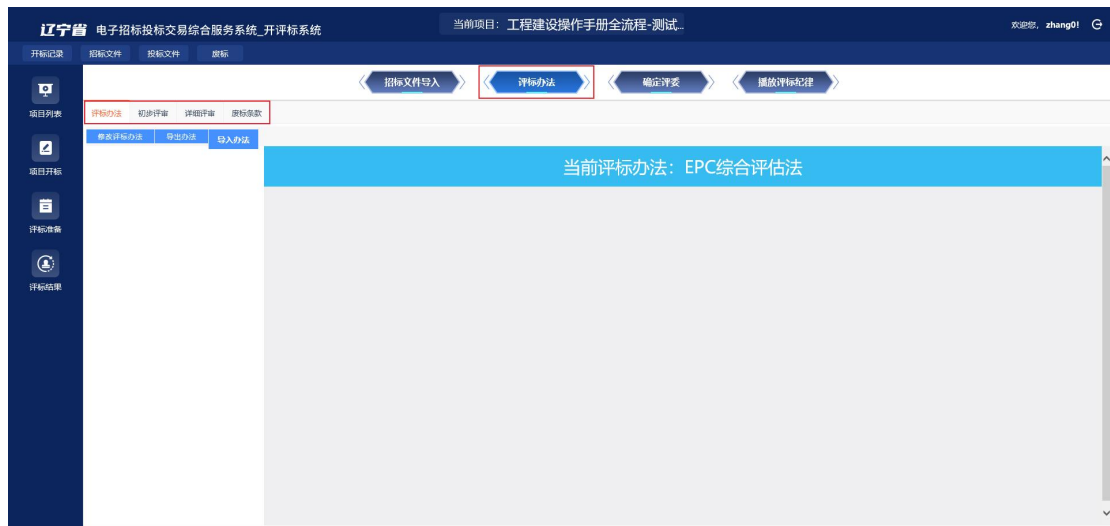 辽宁省 电子招标投标交易综合服务系统_开评标系统 当前项目：工程建设操作手册全流程-测试... 欢迎您，zhang01
开标记录 招标文件 投标文件 废标
招标文件导入 评标办法 确定评委 播放评标纪律
项目列表
评标办法 初步评审 详细评审 废标条款
修改评标办法 导出办法 导入办法
当前评标办法：EPC综合评估法
项目开标
评标准备
评标结果